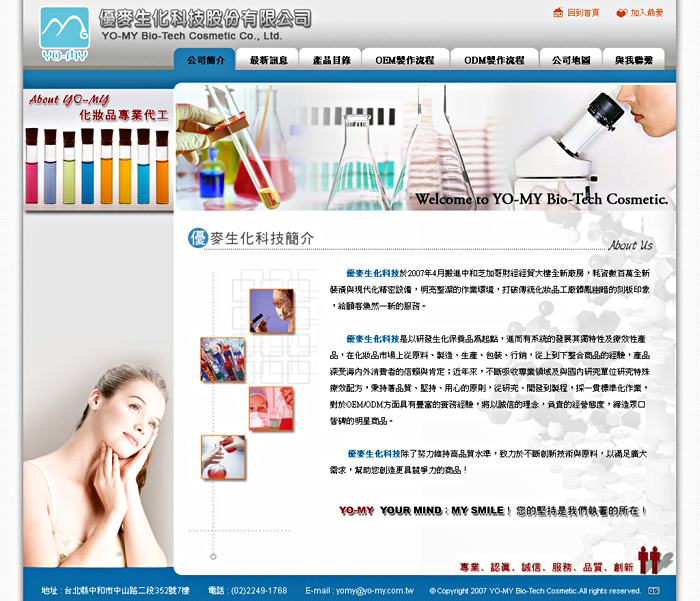 優麥生化科技股份有限公司
YO-MY Bio-Tech Cosmetic Co., Ltd.
YO-MY
回到首頁
加入最愛
公司簡介
最新訊息
產品目錄
OEM製作流程
ODM製作流程
公司地圖
與我聯繫
About YO-MY
化妝品專業代工
Welcome to YO-MY Bio-Tech Cosmetic.
優麥生化科技簡介
About Us
優麥生化科技於2007年4月搬進中和芝加哥財經經貿大樓全新廠房，耗資數百萬全新
裝潢與現代化精密設備，明亮整潔的作業環境，打破傳統化妝品工廠髒亂幽暗的刻板印象
，給顧客煥然一新的服務。
優麥生化科技是以研發生化保養品為起點，進而有系統的發展其獨特性及療效性產
品，在化妝品市場上從原料、製造、生產、包裝、行銷，從上到下整合商品的經驗，產品
深受海內外消費者的信賴與肯定；近年來，不斷吸收專業領域及與國內研究單位研究特殊
療效配方，秉持著品質、堅持、用心的原則，從研究、開發到製程，採一貫標準化作業，
對於OEM/ODM方面具有豐富的實務經驗，將以誠信的理念，負責的經營態度，締造眾口
皆碑的明星商品。
優麥生化科技除了努力維持高品質水準，致力於不斷創新技術與原料，以滿足廣大
需求，幫助您創造更具競爭力的商品！
YO-MY YOUR MIND；MY SMILE！ 您的堅持是我們執著的所在！
專業、認真、誠信、服務、品質、創新
地址：台北縣中和市中山路二段352號7樓 電話：(02)2249-1768 E-mail : yomy@yo-my.com.tw © Copyright 2007 YO-MY Bio-Tech Cosmetic.All rights reserved.